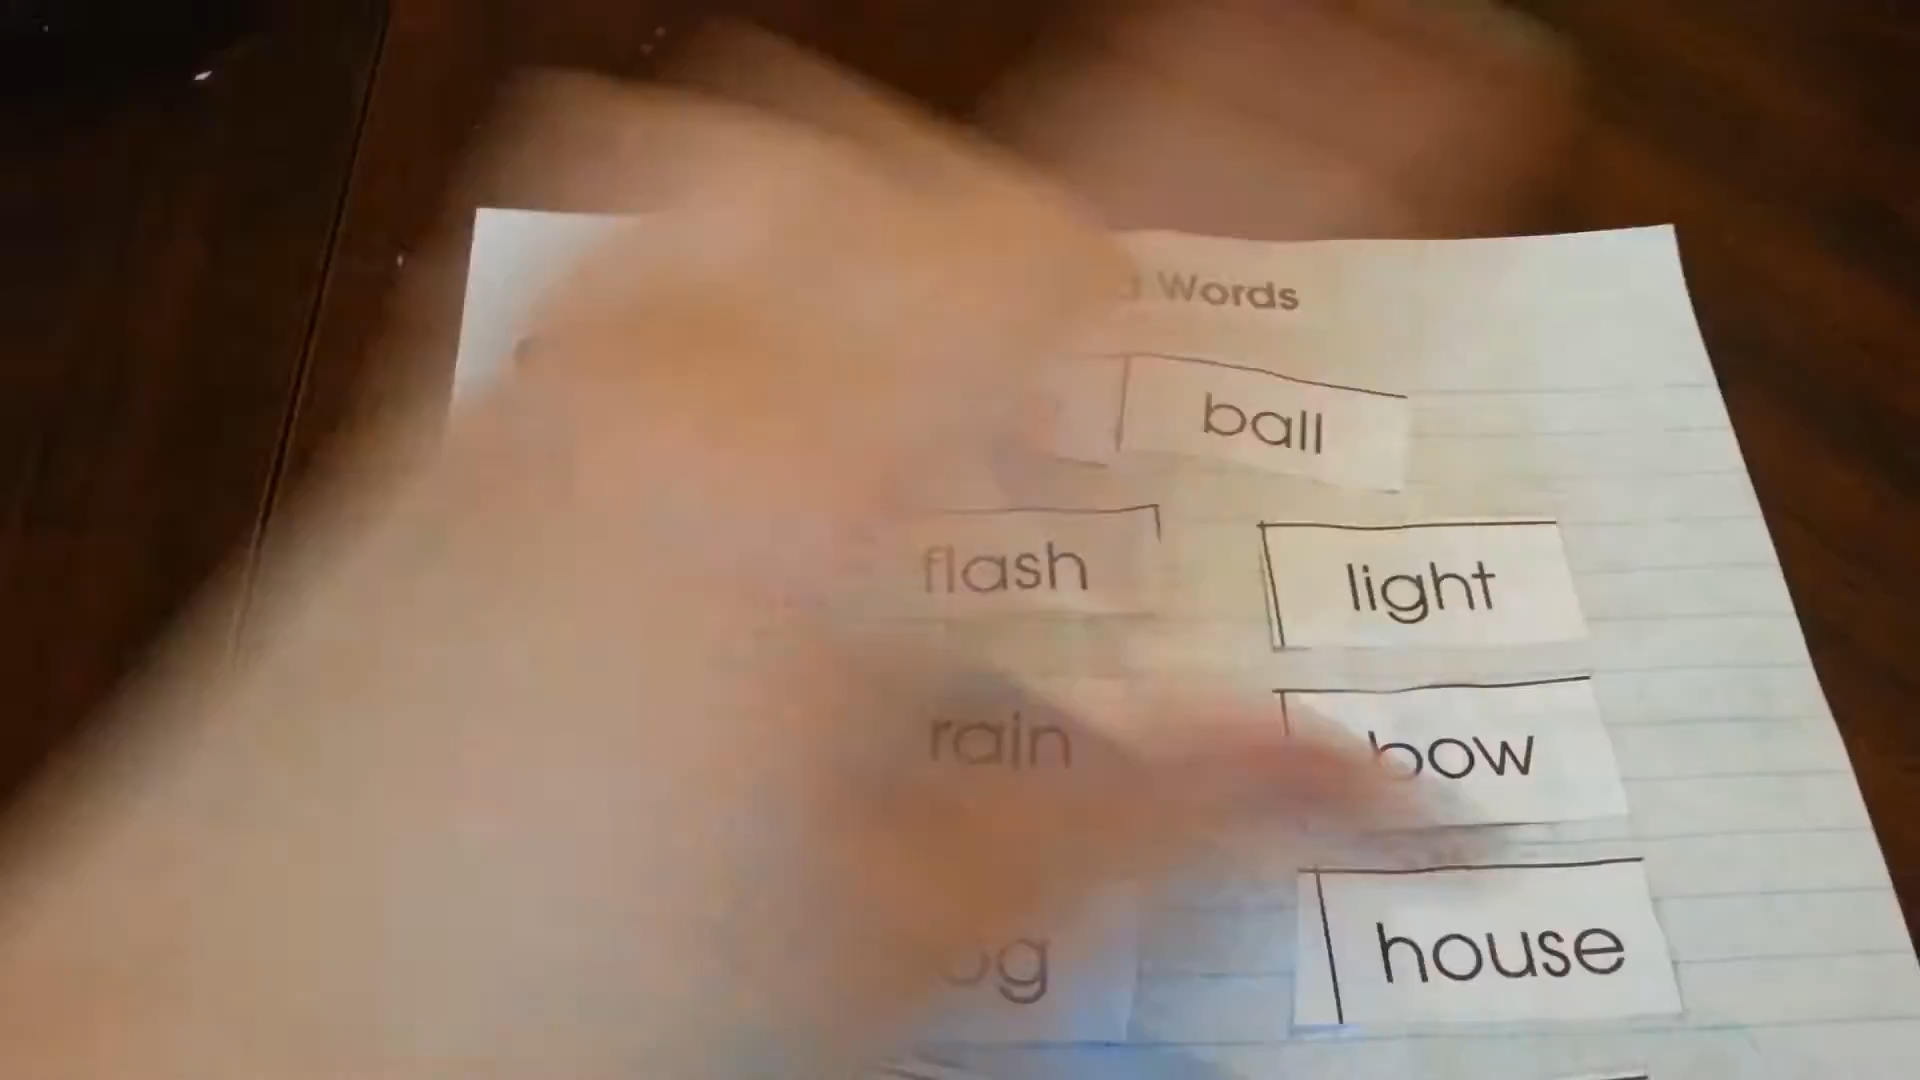 Words
ball
flash light
rain bow
house